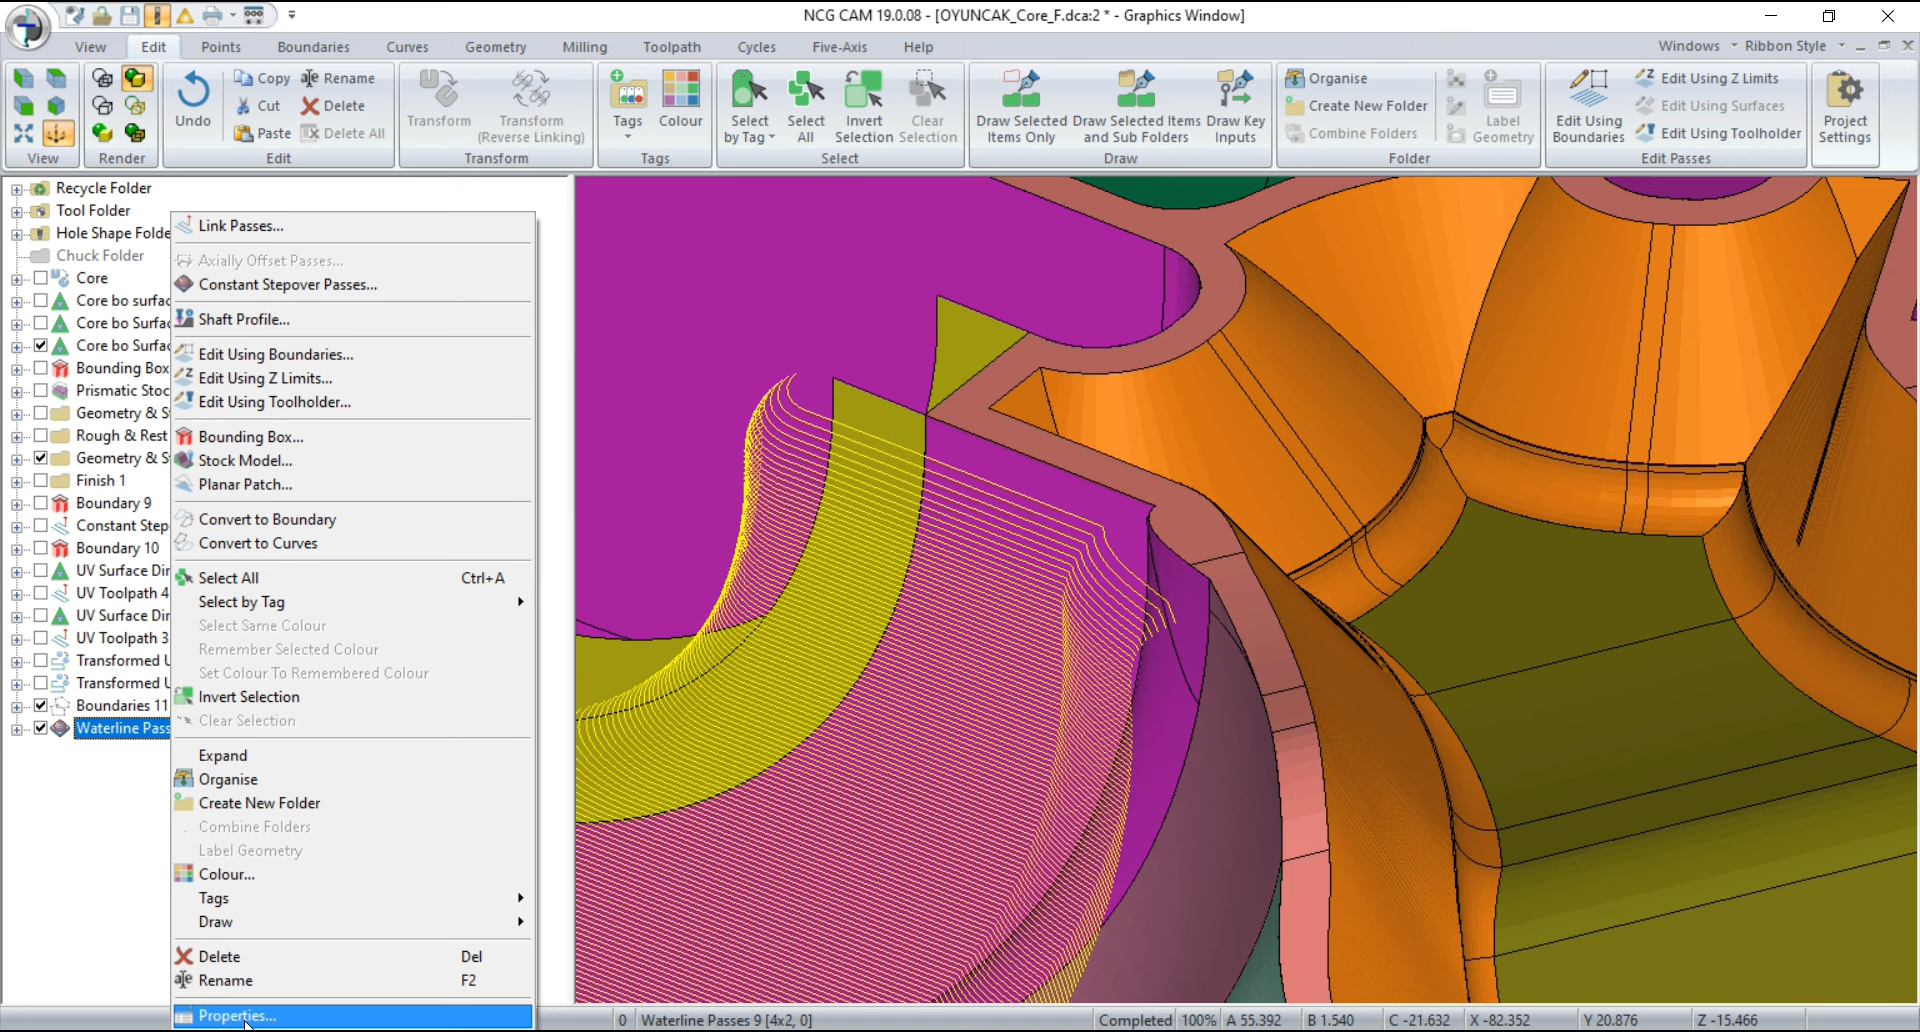 NCG CAM 19.0.08 - [OYUNCAK_Core_F.dca:2 * - Graphics Window]
View Edit Points Boundaries Curves Geometry Milling Toolpath Cycles Five-Axis Help Windows Ribbon Style
Undo
Copy
Rename
Cut
Delete
Paste
Delete All
Transform
Transform (Reverse Linking)
Tags
Colour
Select by Tag
Select All
Invert Selection
Clear Selection
Draw Selected Items Only
Draw Selected Items and Sub Folders
Draw Key Inputs
Organise
Create New Folder
Combine Folders
Label Geometry
Edit Using Boundaries
Edit Using Z Limits
Edit Using Surfaces
Edit Using Toolholder
Project Settings
View Render Edit Transform Tags Select Draw Folder Edit Passes
Recycle Folder
Tool Folder
Hole Shape Folde
Chuck Folder
Core
Core bo surfac
Core bo Surfac
Core bo Surfac
Bounding Box
Prismatic Stoc
Geometry & S
Rough & Rest
Geometry & S
Finish 1
Boundary 9
Constant Step
Boundary 10
UV Surface Dir
UV Toolpath 4
UV Surface Dir
UV Toolpath 3
Transformed U
Transformed U
Boundaries 11
Waterline Pass
Link Passes...
Axially Offset Passes...
Constant Stepover Passes...
Shaft Profile...
Edit Using Boundaries...
Edit Using Z Limits...
Edit Using Toolholder...
Bounding Box...
Stock Model...
Planar Patch...
Convert to Boundary
Convert to Curves
Select All Ctrl+A
Select by Tag
Select Same Colour
Remember Selected Colour
Set Colour To Remembered Colour
Invert Selection
Clear Selection
Expand
Organise
Create New Folder
Combine Folders
Label Geometry
Colour...
Tags
Draw
Delete Del
Rename F2
Properties...
0 Waterline Passes 9 [4x2, 0] Completed 100% A 55.392 B 1.540 C -21.632 X -82.352 Y 20.876 Z -15.466